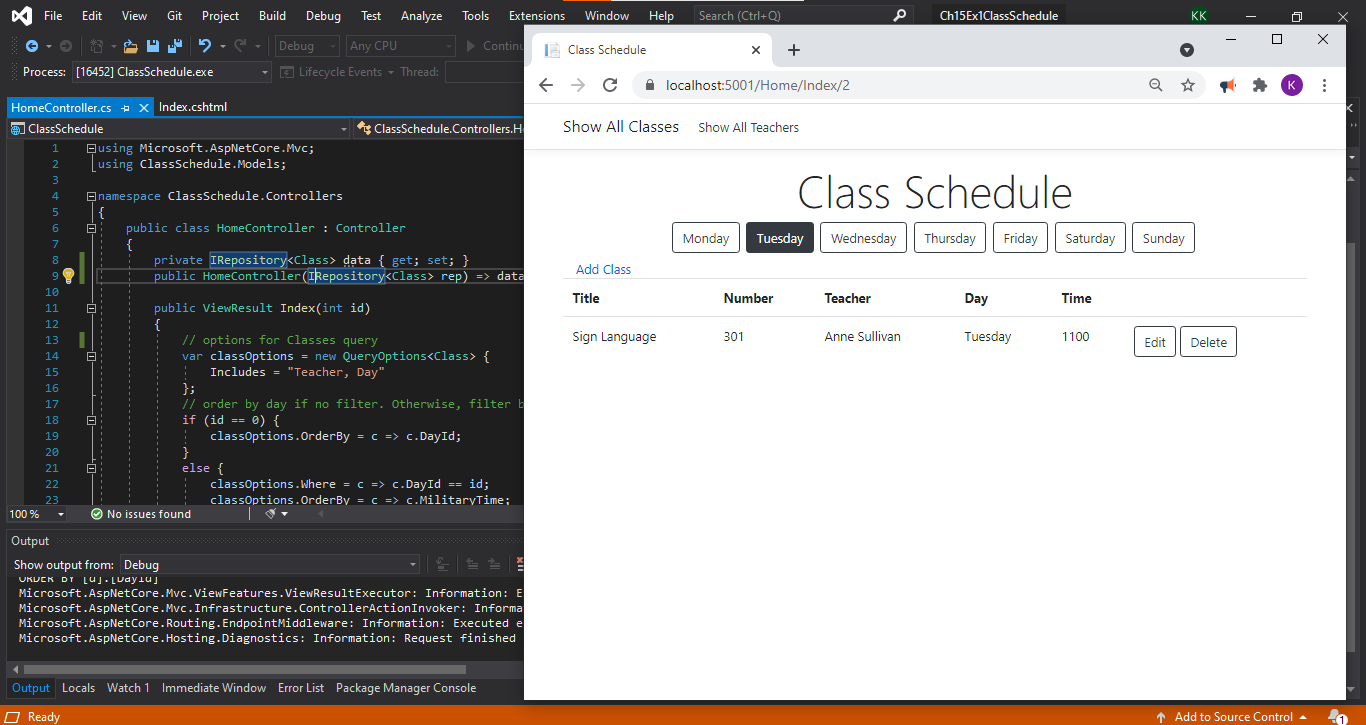 File Edit View Git Project Build Debug Test Analyze Tools Extensions Window Help Search (Ctrl+Q) Ch15Ex1ClassSchedule KK
Debug Any CPU Continu
Process: [16452] ClassSchedule.exe Lifecycle Events Thread:
HomeController.cs Index.cshtml
ClassSchedule ClassSchedule.Controllers.H
1 using Microsoft.AspNetCore.Mvc;
2 using ClassSchedule.Models;
3
4 namespace ClassSchedule.Controllers
5 {
6 public class HomeController : Controller
7 {
8 private IRepository<Class> data { get; set; }
9 public HomeController(IRepository<Class> rep) => data
10
11 public ViewResult Index(int id)
12 {
13 // options for Classes query
14 var classOptions = new QueryOptions<Class> {
15 Includes = "Teacher, Day"
16 };
17 // order by day if no filter. Otherwise, filter b
18 if (id == 0) {
19 classOptions.OrderBy = c => c.DayId;
20 }
21 else {
22 classOptions.Where = c => c.DayId == id;
23 classOptions.OrderBy = c => c.MilitaryTime;
100 % No issues found
Output
Show output from: Debug
ORDER BY [d].[DayId]
Microsoft.AspNetCore.Mvc.ViewFeatures.ViewResultExecutor: Information: E
Microsoft.AspNetCore.Mvc.Infrastructure.ControllerActionInvoker: Informa
Microsoft.AspNetCore.Routing.EndpointMiddleware: Information: Executed e
Microsoft.AspNetCore.Hosting.Diagnostics: Information: Request finished
Output Locals Watch 1 Immediate Window Error List Package Manager Console
Ready Add to Source Control 1
Class Schedule
localhost:5001/Home/Index/2 K
Show All Classes Show All Teachers
Class Schedule
Monday Tuesday Wednesday Thursday Friday Saturday Sunday
Add Class
Title Number Teacher Day Time
Sign Language 301 Anne Sullivan Tuesday 1100 Edit Delete